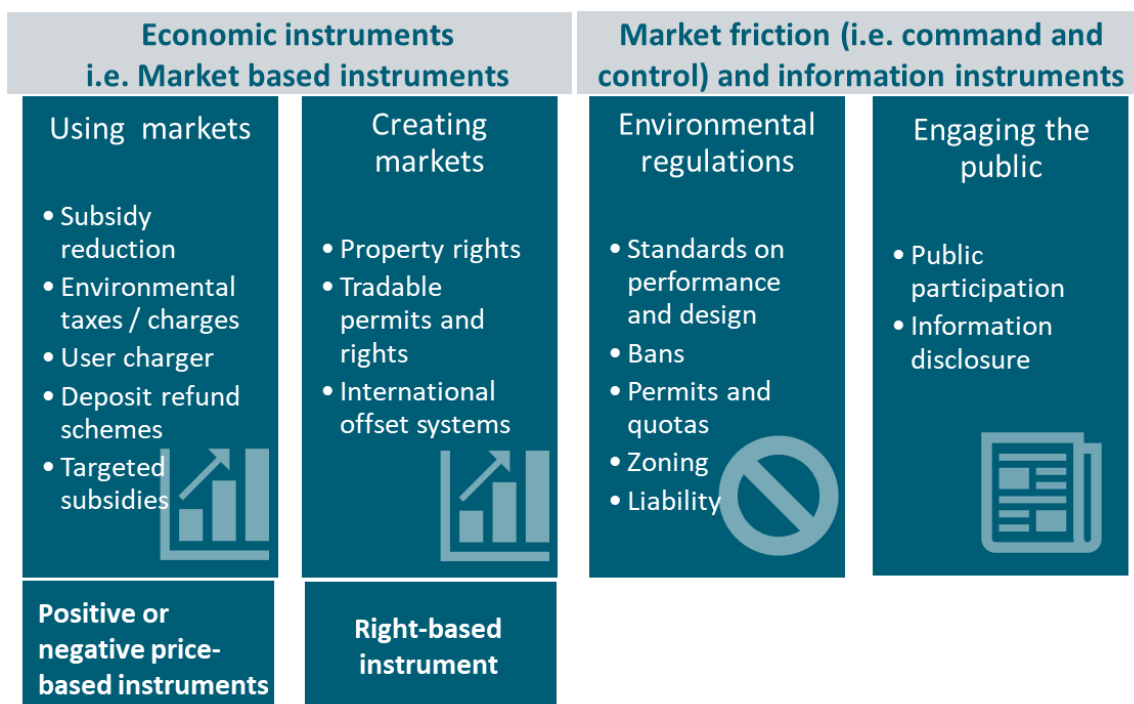 Economic instruments
i.e. Market based instruments
Market friction (i.e. command and
control) and information instruments
Using markets
• Subsidy
reduction
• Environmental
taxes / charges
• User charger
• Deposit refund
schemes
• Targeted
subsidies
Positive or
negative price-
based instruments
Creating
markets
• Property rights
• Tradable
permits and
rights
• International
offset systems
Right-based
instrument
Environmental
regulations
• Standards on
performance
and design
• Bans
• Permits and
quotas
• Zoning
• Liability
Engaging the
public
• Public
participation
• Information
disclosure